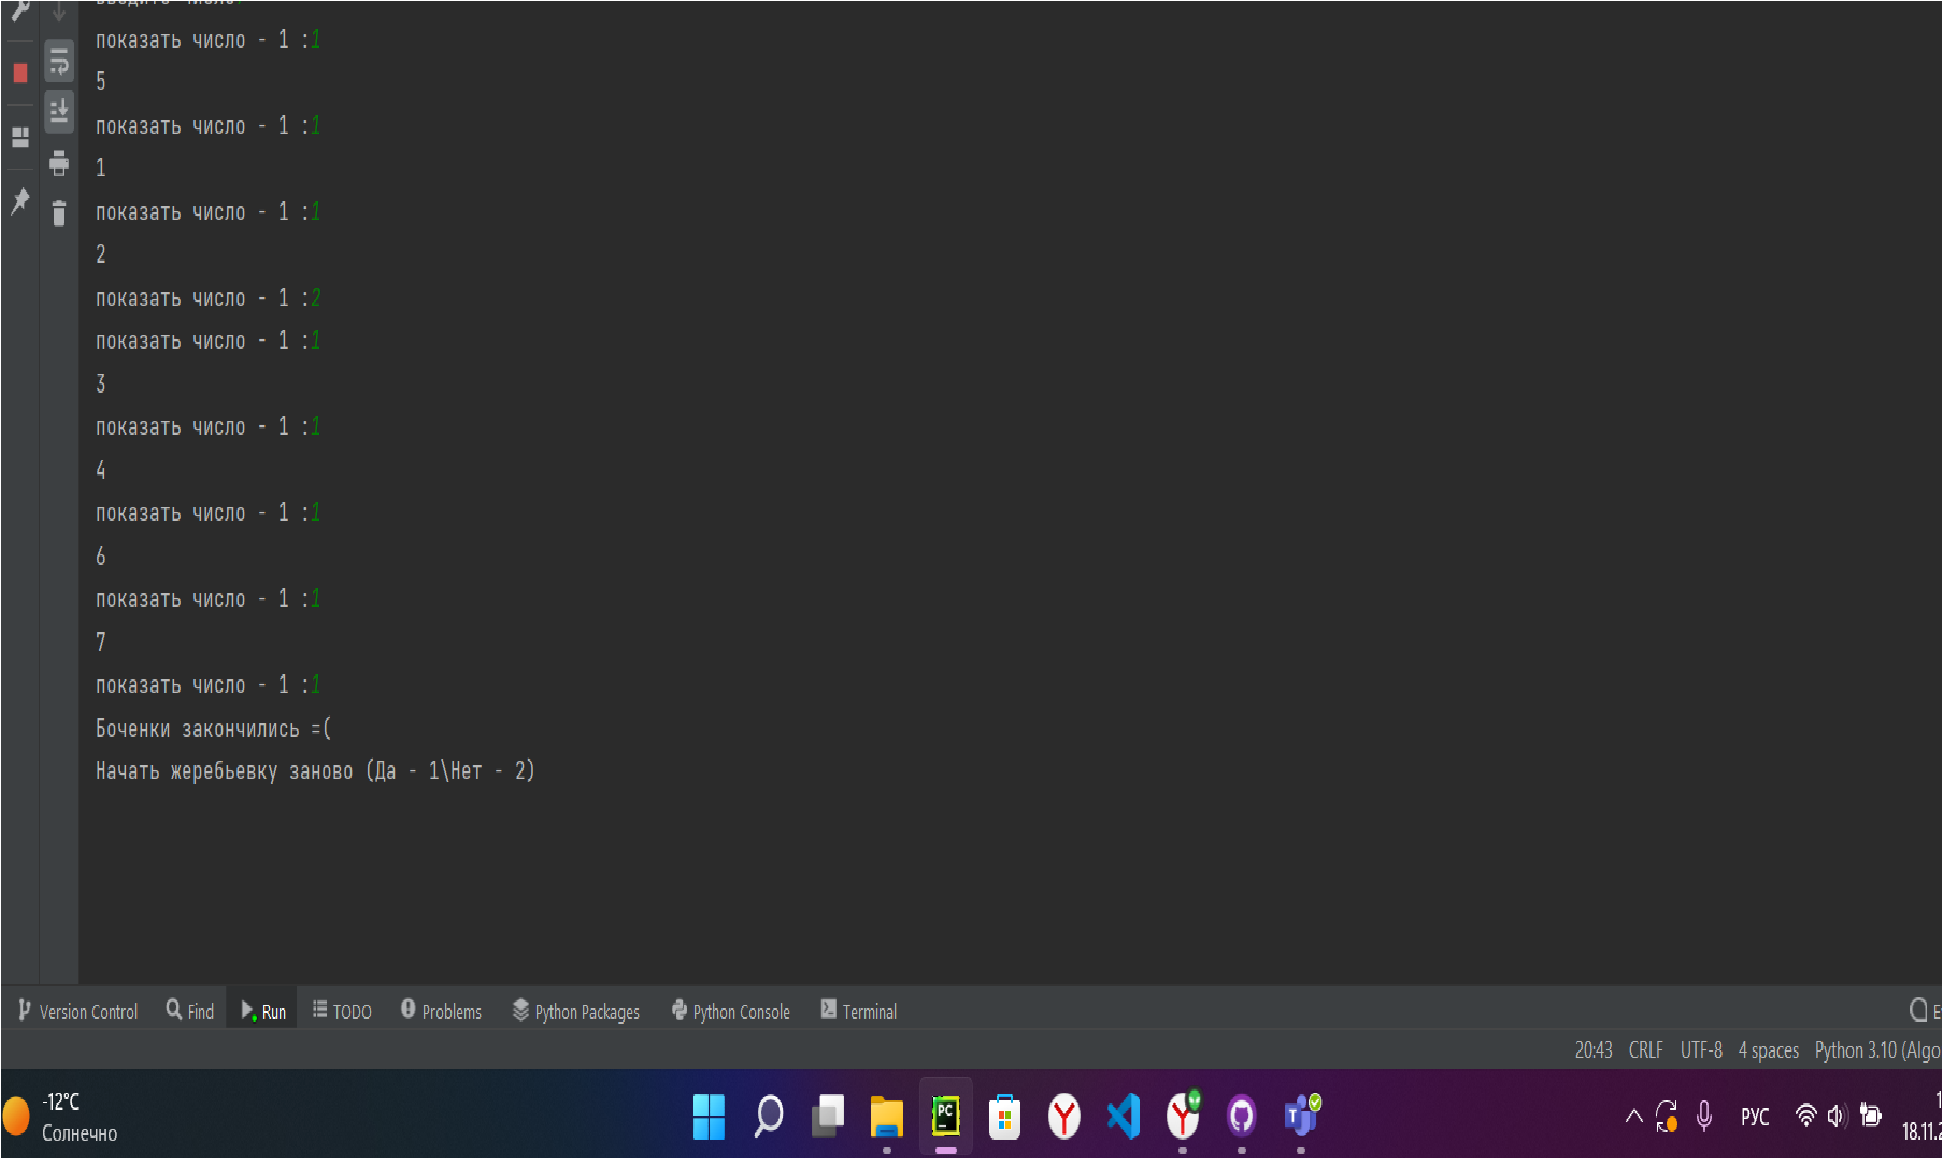 показать число - 1 :1
5
показать число - 1 :1
1
показать число - 1 :1
2
показать число - 1 :2
показать число - 1 :1
3
показать число - 1 :1
4
показать число - 1 :1
6
показать число - 1 :1
7
показать число - 1 :1
Боченки закончились =(
Начать жеребьевку заново (Да - 1\Нет - 2)
Version Control Find Run TODO Problems Python Packages Python Console Terminal
20:43 CRLF UTF-8 4 spaces Python 3.10 (Algo
-12°C
Солнечно
PC
T
РУС
18.11.2